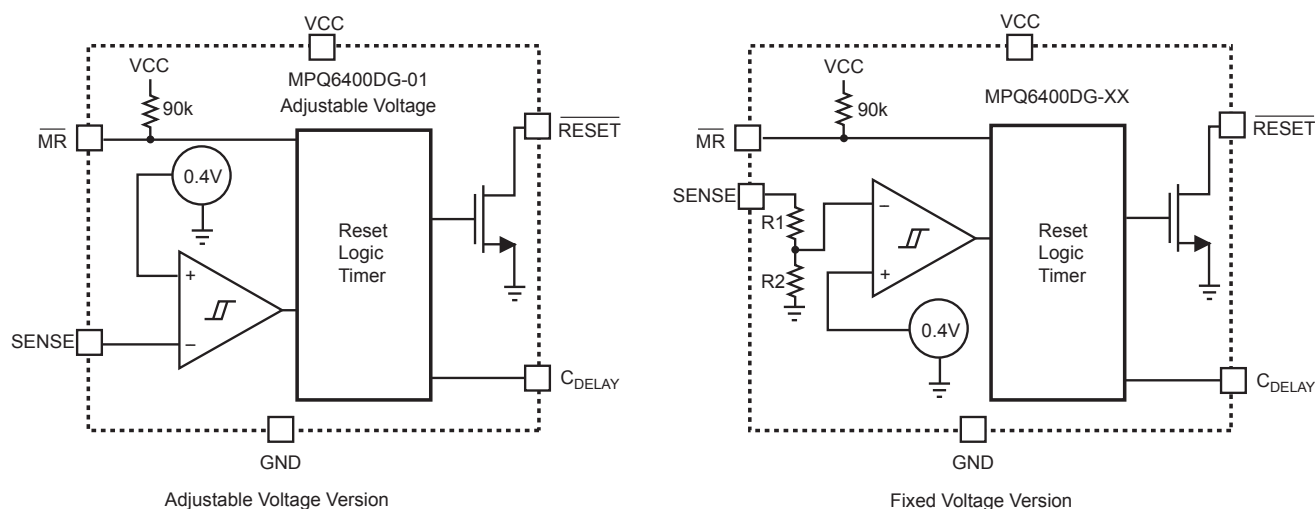 VCC
VCC
MPQ6400DG-01
Adjustable Voltage
90k
MR
RESET
0.4V
Reset
Logic
Timer
+
−
SENSE
CDELAY
GND
Adjustable Voltage Version
VCC
VCC
MPQ6400DG-XX
90k
MR
RESET
SENSE
R1
−
Reset
Logic
Timer
R2
+
0.4V
CDELAY
GND
Fixed Voltage Version